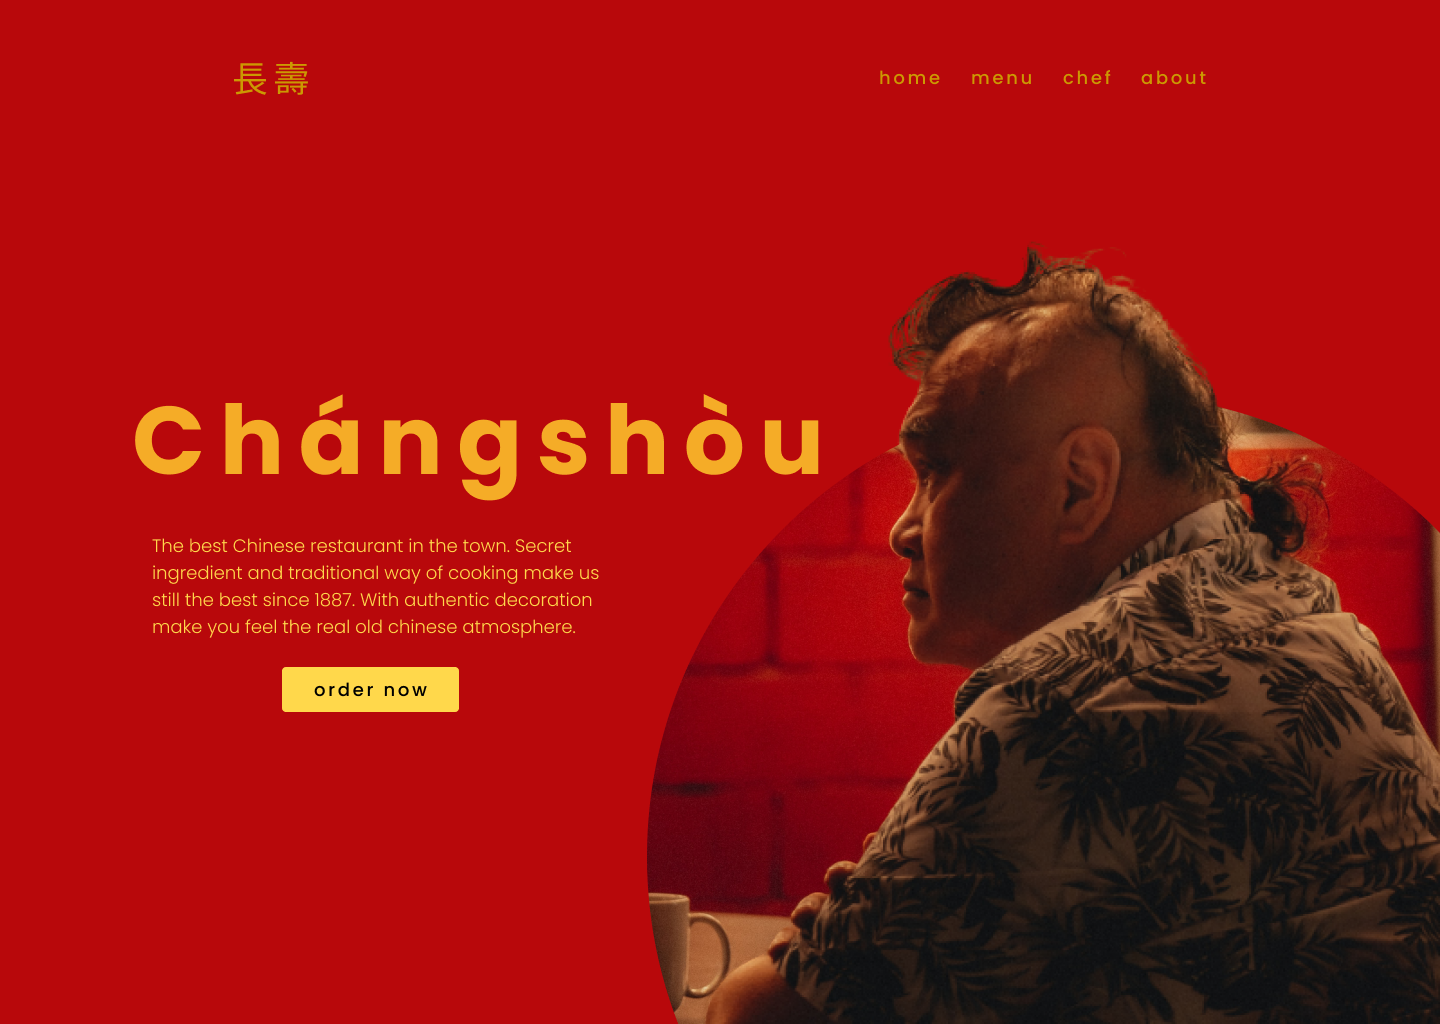 長壽
home menu chef about
Chángshòu
The best Chinese restaurant in the town. Secret
ingredient and traditional way of cooking make us
still the best since 1887. With authentic decoration
make you feel the real old chinese atmosphere.
order now